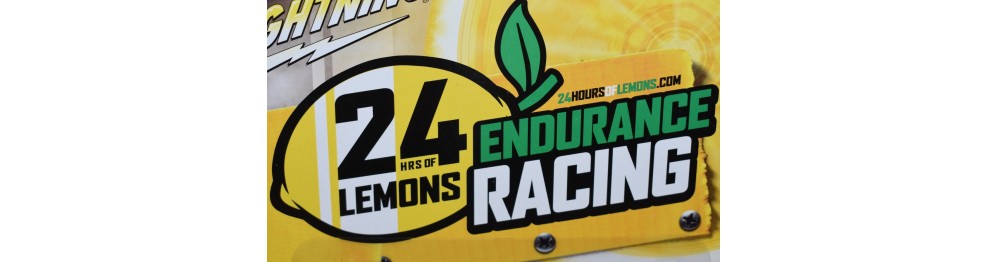 24
HRS OF
LEMONS
24HOURSOFLEMONS.COM
ENDURANCE
RACING